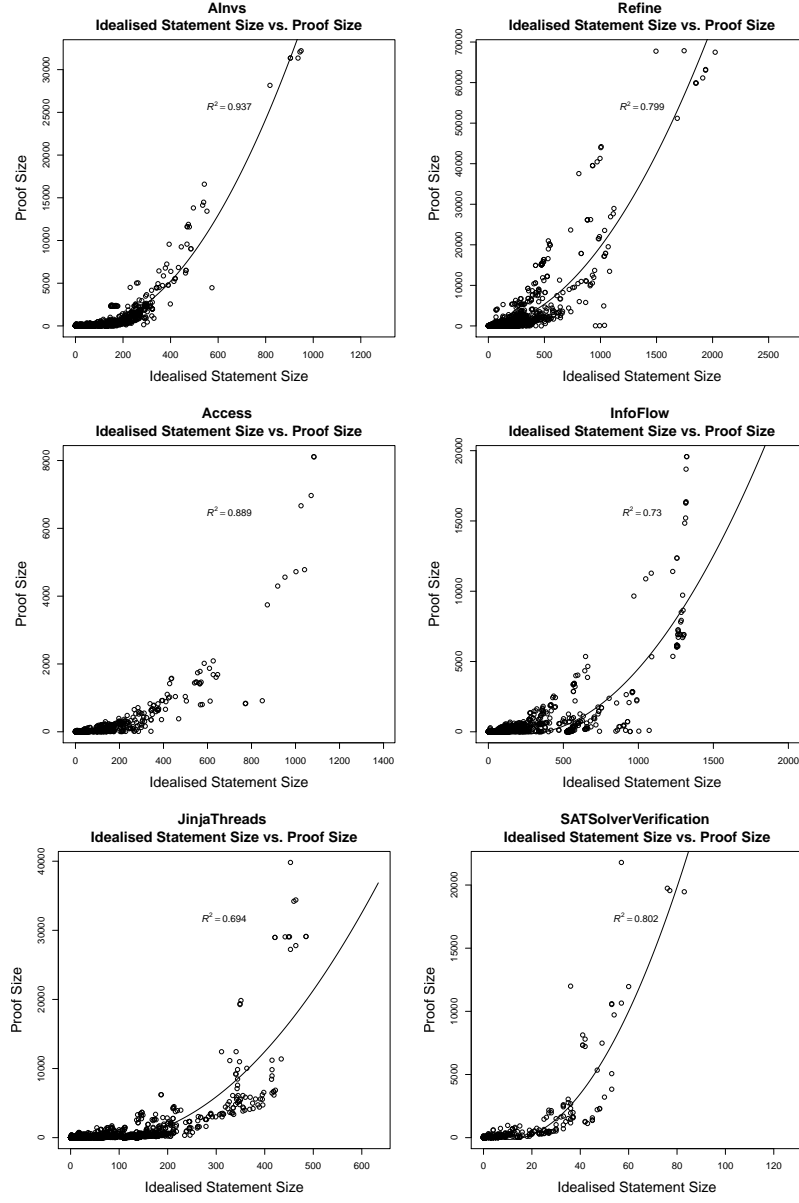 AInvs
Idealised Statement Size vs. Proof Size
R² = 0.937
Proof Size
0 5000 10000 15000 20000 25000 30000
0 200 400 600 800 1000 1200
Idealised Statement Size
Refine
Idealised Statement Size vs. Proof Size
R² = 0.799
Proof Size
0 10000 20000 30000 40000 50000 60000 70000
0 500 1000 1500 2000 2500
Idealised Statement Size
Access
Idealised Statement Size vs. Proof Size
R² = 0.889
Proof Size
0 2000 4000 6000 8000
0 200 400 600 800 1000 1200 1400
Idealised Statement Size
InfoFlow
Idealised Statement Size vs. Proof Size
R² = 0.73
Proof Size
0 5000 10000 15000 20000
0 500 1000 1500 2000
Idealised Statement Size
JinjaThreads
Idealised Statement Size vs. Proof Size
R² = 0.694
Proof Size
0 10000 20000 30000 40000
0 100 200 300 400 500 600
Idealised Statement Size
SATSolverVerification
Idealised Statement Size vs. Proof Size
R² = 0.802
Proof Size
0 5000 10000 15000 20000
0 20 40 60 80 100 120
Idealised Statement Size